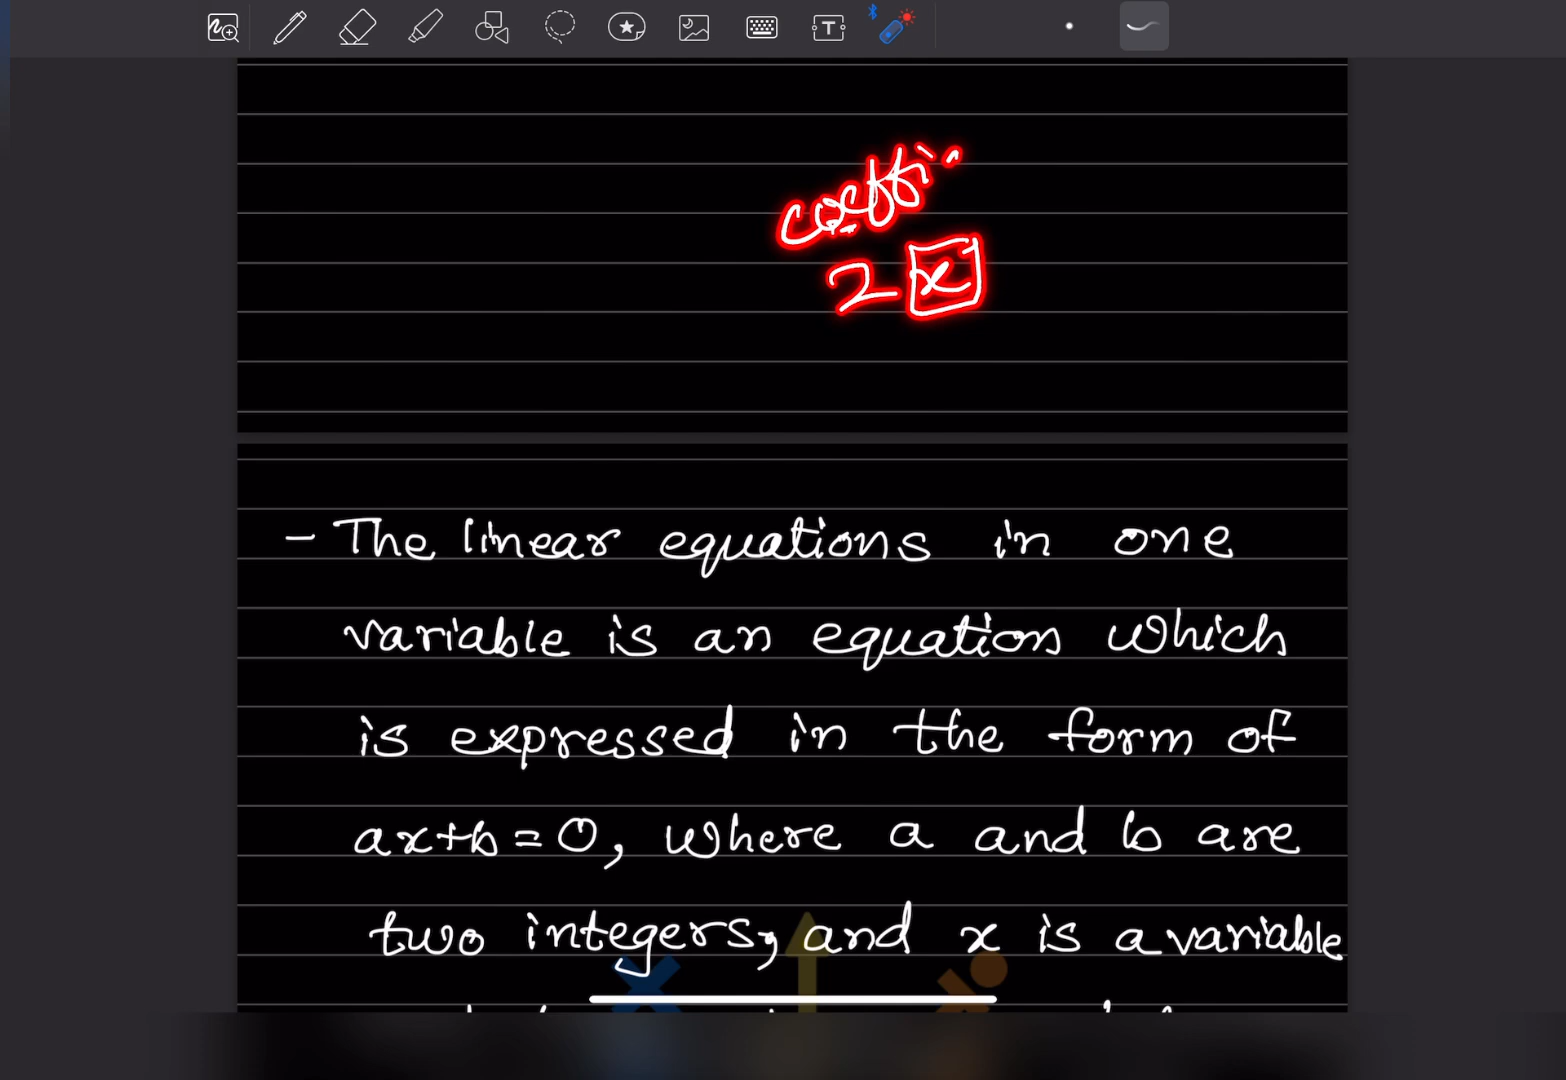 coeffi.
2x
- The linear equations in one
variable is an equation which
is expressed in the form of
ax+b=0, where a and b are
two integers, and x is a variable